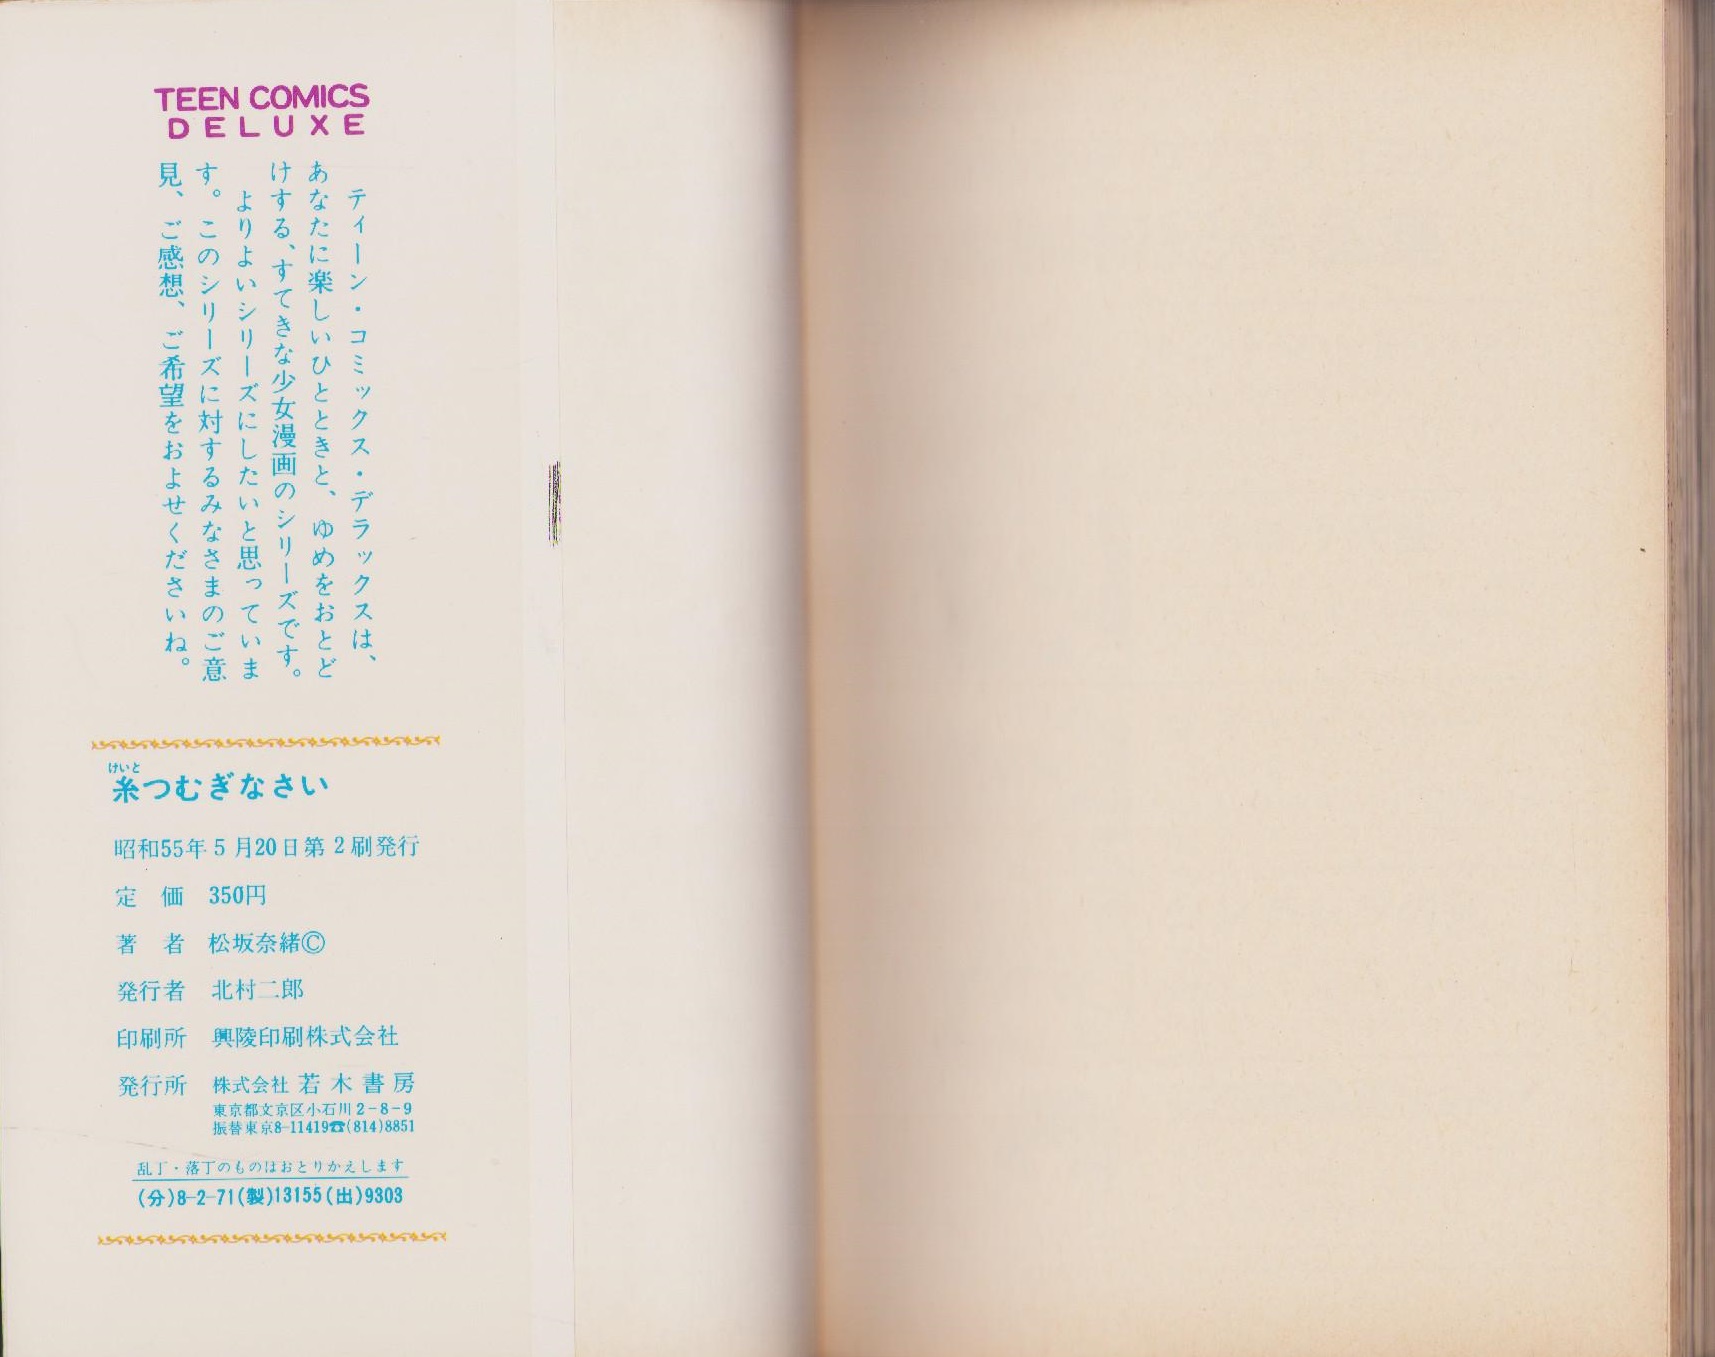 TEEN COMICS
DELUXE
ティーン・コミックス・デラックスは、
あなたに楽しいひとときと、ゆめをおとど
けする、すてきな少女漫画のシリーズです。
よりよいシリーズにしたいと思っていま
す。このシリーズに対するみなさまのご意
見、ご感想、ご希望をおよせくださいね。
けいと
糸つむぎなさい
昭和55年5月20日第2刷発行
定　価　350円
著　者　松坂奈緒©
発行者　北村二郎
印刷所　興陵印刷株式会社
発行所　株式会社 若木書房
東京都文京区小石川2-8-9
振替東京8-11419☎(814)8851
乱丁・落丁のものはおとりかえします
(分)8-2-71(製)13155(出)9303